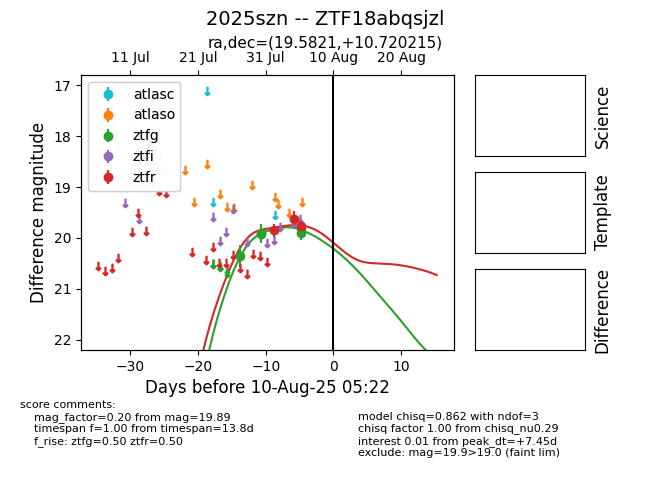 2025szn -- ZTF18abqsjzl
ra,dec=(19.5821,+10.720215)
11 Jul
21 Jul
31 Jul
10 Aug
20 Aug
17
18
19
20
21
22
Difference magnitude
atlasc
atlaso
ztfg
ztfi
ztfr
−30
−20
−10
0
10
Days before 10-Aug-25 05:22
Science
Template
Difference
score comments:
mag_factor=0.20 from mag=19.89
timespan f=1.00 from timespan=13.8d
f_rise: ztfg=0.50 ztfr=0.50
model chisq=0.862 with ndof=3
chisq factor 1.00 from chisq_nu0.29
interest 0.01 from peak_dt=+7.45d
exclude: mag=19.9>19.0 (faint lim)